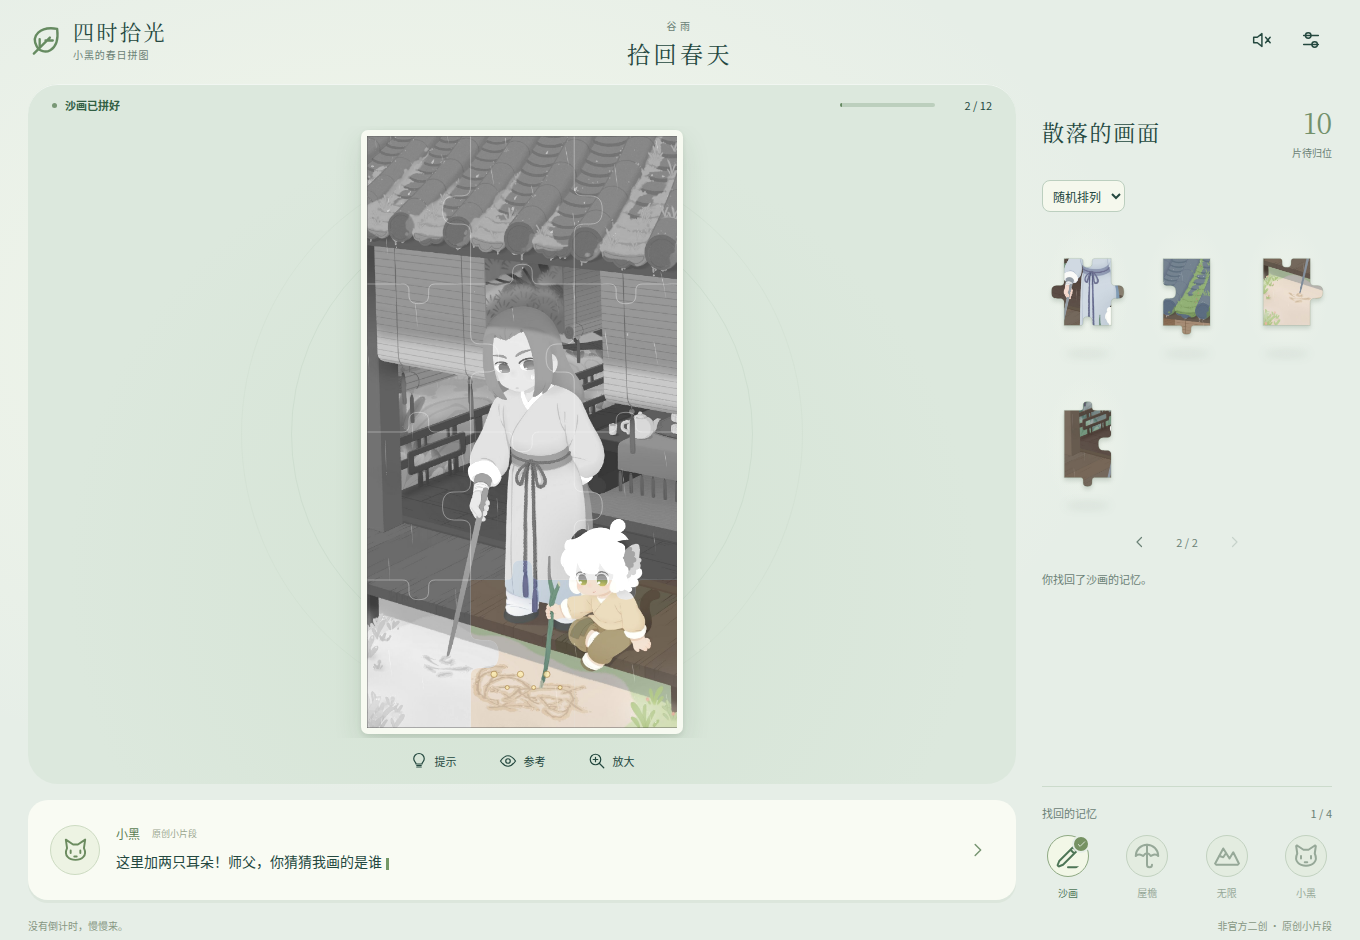 四时拾光
小黑的春日拼图
谷雨
拾回春天
沙画已拼好
2 / 12
散落的画面
10
片待归位
随机排列
2 / 2
你找回了沙画的记忆。
提示
参考
放大
小黑 原创小片段
这里加两只耳朵！师父，你猜猜我画的是谁
找回的记忆
1 / 4
沙画
屋檐
无限
小黑
没有倒计时，慢慢来。
非官方二创 · 原创小片段